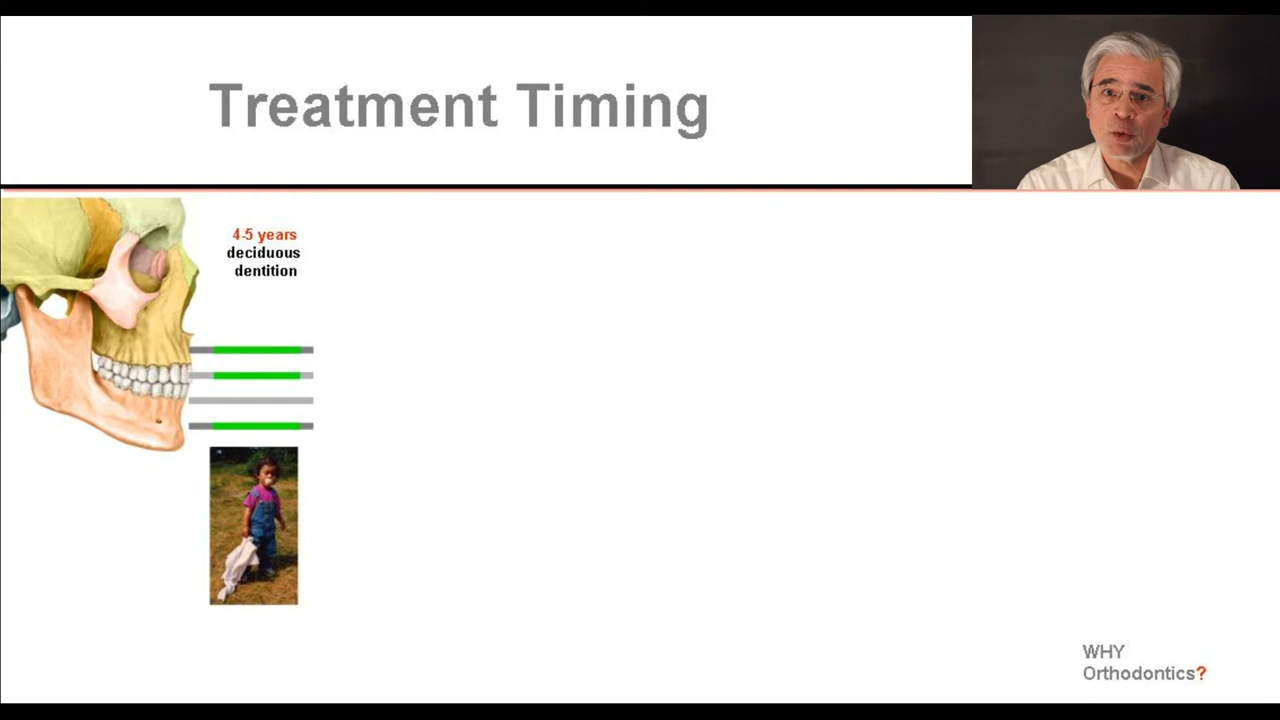 Treatment Timing
4-5 years
deciduous
dentition
WHY
Orthodontics?